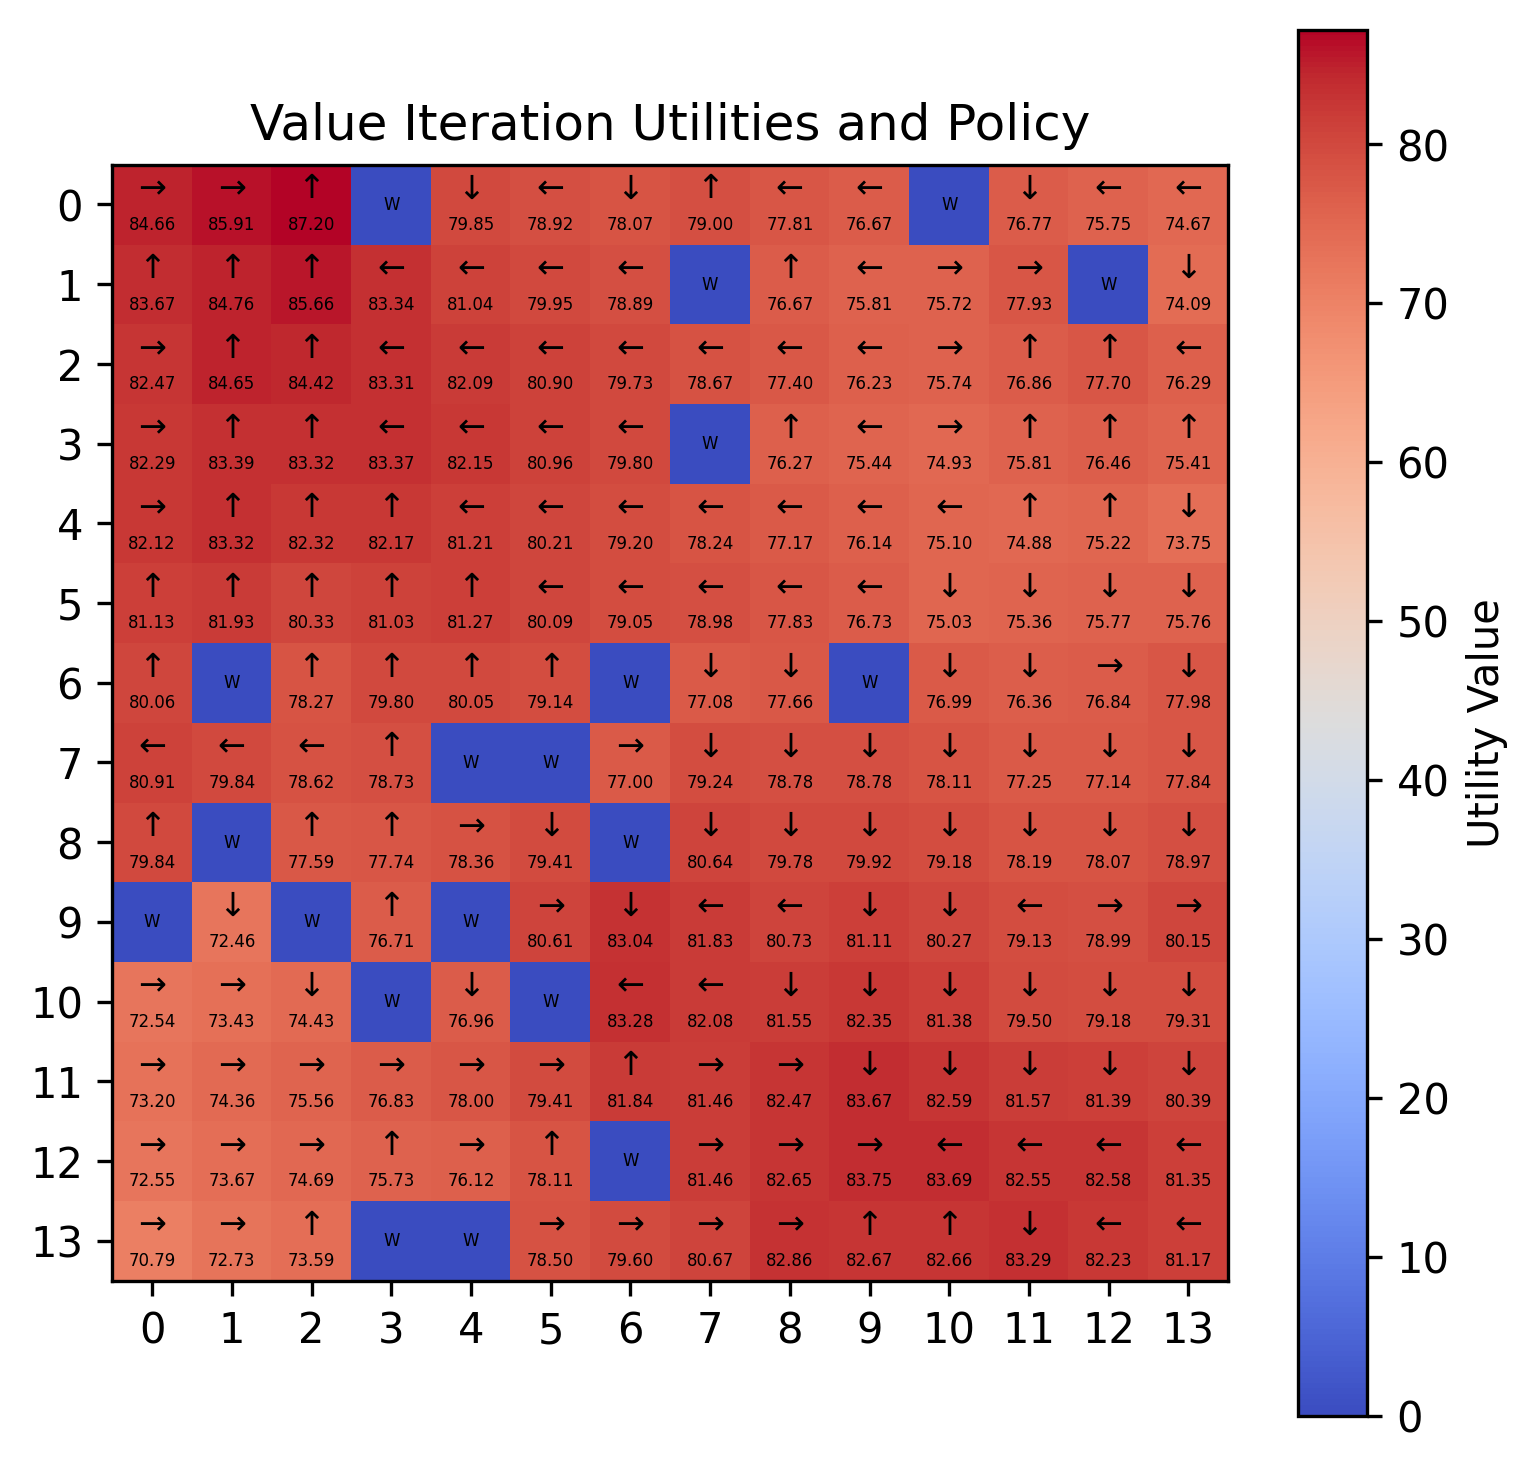 Value Iteration Utilities and Policy
0 → → ↑ W ↓ ← ↓ ↑ ← ← W ↓ ← ←
84.66 85.91 87.20 79.85 78.92 78.07 79.00 77.81 76.67 76.77 75.75 74.67
1 ↑ ↑ ↑ ← ← ← ← W ↑ ← → → W ↓
83.67 84.76 85.66 83.34 81.04 79.95 78.89 76.67 75.81 75.72 77.93 74.09
2 → ↑ ↑ ← ← ← ← ← ← ← → ↑ ↑ ←
82.47 84.65 84.42 83.31 82.09 80.90 79.73 78.67 77.40 76.23 75.74 76.86 77.70 76.29
3 → ↑ ↑ ← ← ← ← W ↑ ← → ↑ ↑ ↑
82.29 83.39 83.32 83.37 82.15 80.96 79.80 76.27 75.44 74.93 75.81 76.46 75.41
4 → ↑ ↑ ↑ ← ← ← ← ← ← ← ↑ ↑ ↓
82.12 83.32 82.32 82.17 81.21 80.21 79.20 78.24 77.17 76.14 75.10 74.88 75.22 73.75
5 ↑ ↑ ↑ ↑ ↑ ← ← ← ← ← ↓ ↓ ↓ ↓
81.13 81.93 80.33 81.03 81.27 80.09 79.05 78.98 77.83 76.73 75.03 75.36 75.77 75.76
6 ↑ W ↑ ↑ ↑ ↑ W ↓ ↓ W ↓ ↓ → ↓
80.06 78.27 79.80 80.05 79.14 77.08 77.66 76.99 76.36 76.84 77.98
7 ← ← ← ↑ W W → ↓ ↓ ↓ ↓ ↓ ↓ ↓
80.91 79.84 78.62 78.73 77.00 79.24 78.78 78.78 78.11 77.25 77.14 77.84
8 ↑ W ↑ ↑ → ↓ W ↓ ↓ ↓ ↓ ↓ ↓ ↓
79.84 77.59 77.74 78.36 79.41 80.64 79.78 79.92 79.18 78.19 78.07 78.97
9 W ↓ W ↑ W → ↓ ← ← ↓ ↓ ← → →
72.46 76.71 80.61 83.04 81.83 80.73 81.11 80.27 79.13 78.99 80.15
10 → → ↓ W ↓ W ← ← ↓ ↓ ↓ ↓ ↓ ↓
72.54 73.43 74.43 76.96 83.28 82.08 81.55 82.35 81.38 79.50 79.18 79.31
11 → → → → → → ↑ → → ↓ ↓ ↓ ↓ ↓
73.20 74.36 75.56 76.83 78.00 79.41 81.84 81.46 82.47 83.67 82.59 81.57 81.39 80.39
12 → → → ↑ → ↑ W → → → ← ← ← ←
72.55 73.67 74.69 75.73 76.12 78.11 81.46 82.65 83.75 83.69 82.55 82.58 81.35
13 → → ↑ W W → → → → ↑ ↑ ↓ ← ←
70.79 72.73 73.59 78.50 79.60 80.67 82.86 82.67 82.66 83.29 82.23 81.17
0 1 2 3 4 5 6 7 8 9 10 11 12 13
80
70
60
50
40
30
20
10
0
Utility Value